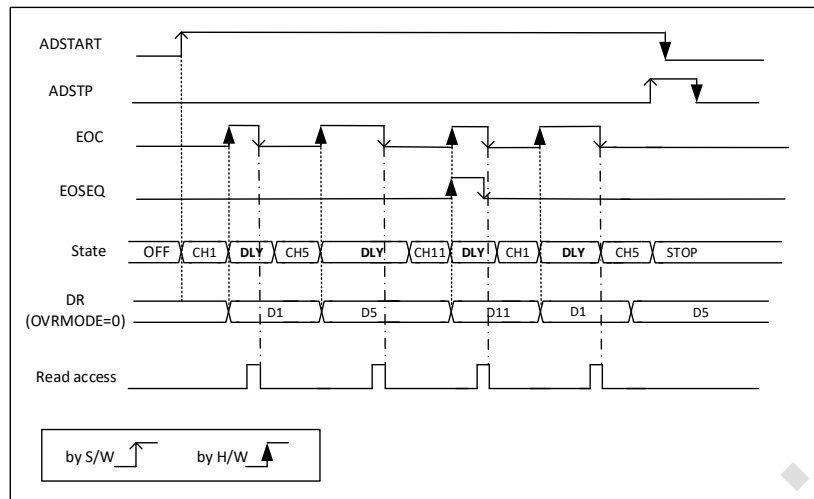 ADSTART
ADSTP
EOC
EOSEQ
State OFF CH1 DLY CH5 DLY CH11 DLY CH1 DLY CH5 STOP
DR
(OVRMODE=0) D1 D5 D11 D1 D5
Read access
by S/W by H/W